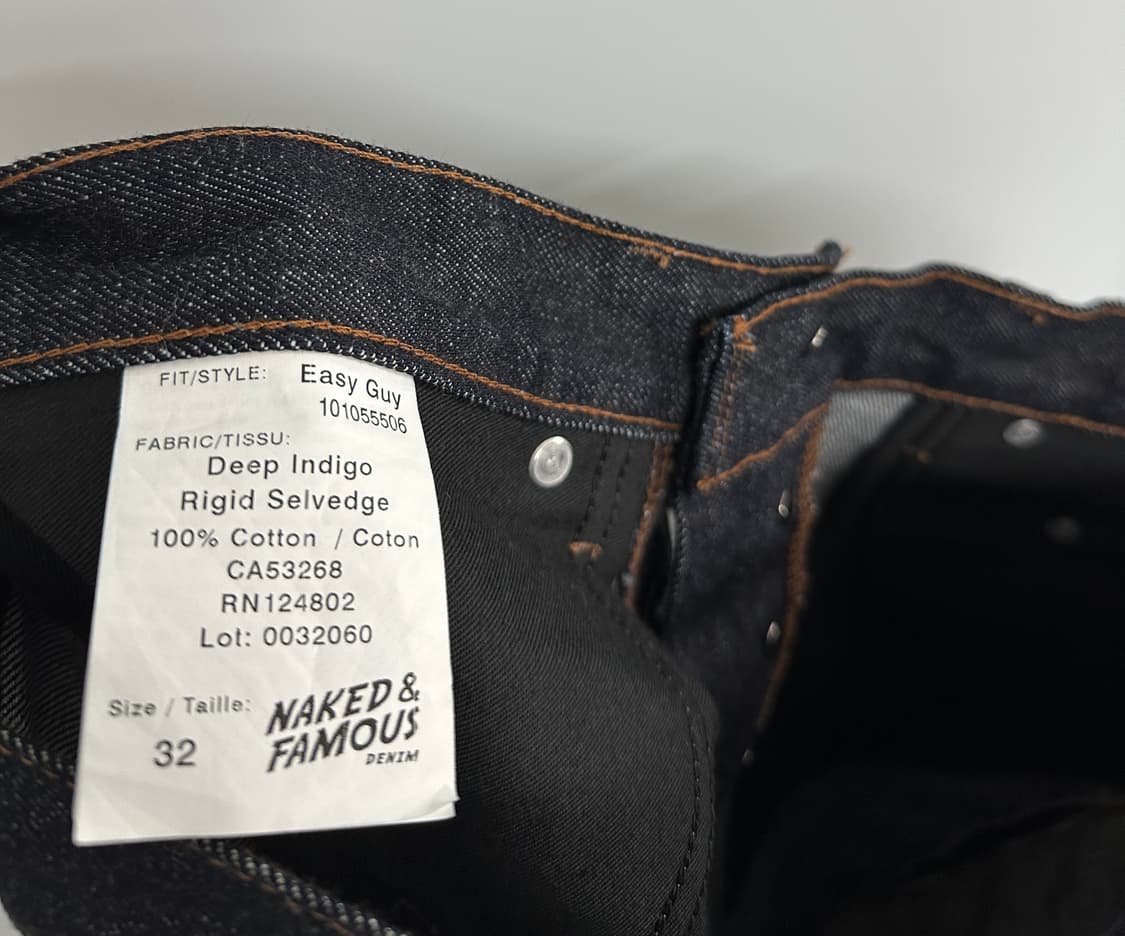 FIT/STYLE: Easy Guy
101055506
FABRIC/TISSU:
Deep Indigo
Rigid Selvedge
100% Cotton / Coton
CA53268
RN124802
Lot: 0032060
Size / Taille:
32
NAKED &
FAMOUS
DENIM